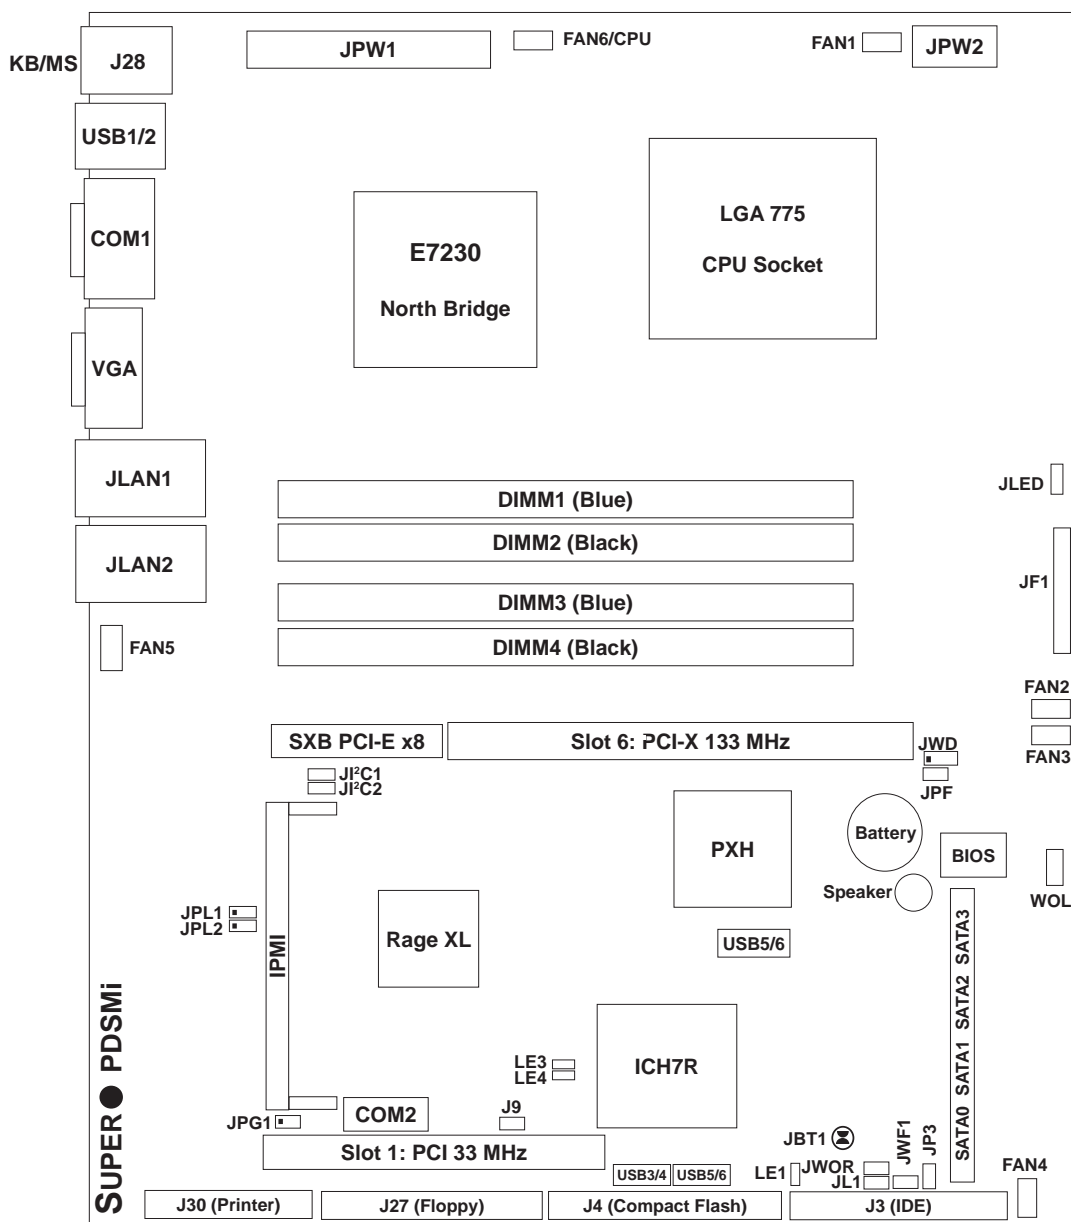 KB/MS
J28
JPW1
FAN6/CPU
FAN1
JPW2
USB1/2
COM1
E7230
North Bridge
LGA 775
CPU Socket
VGA
JLAN1
JLAN2
DIMM1 (Blue)
DIMM2 (Black)
DIMM3 (Blue)
DIMM4 (Black)
JLED
JF1
FAN5
FAN2
FAN3
SXB PCI-E x8
Slot 6: PCI-X 133 MHz
JWD
JPF
JI²C1
JI²C2
PXH
Battery
BIOS
Speaker
WOL
JPL1
JPL2
IPMI
Rage XL
USB5/6
SATA0 SATA1 SATA2 SATA3
SUPER● PDSMi
LE3
LE4
ICH7R
JPG1
COM2
J9
Slot 1: PCI 33 MHz
JBT1
JWF1
JP3
JWOR
JL1
LE1
USB3/4
USB5/6
FAN4
J30 (Printer)
J27 (Floppy)
J4 (Compact Flash)
J3 (IDE)